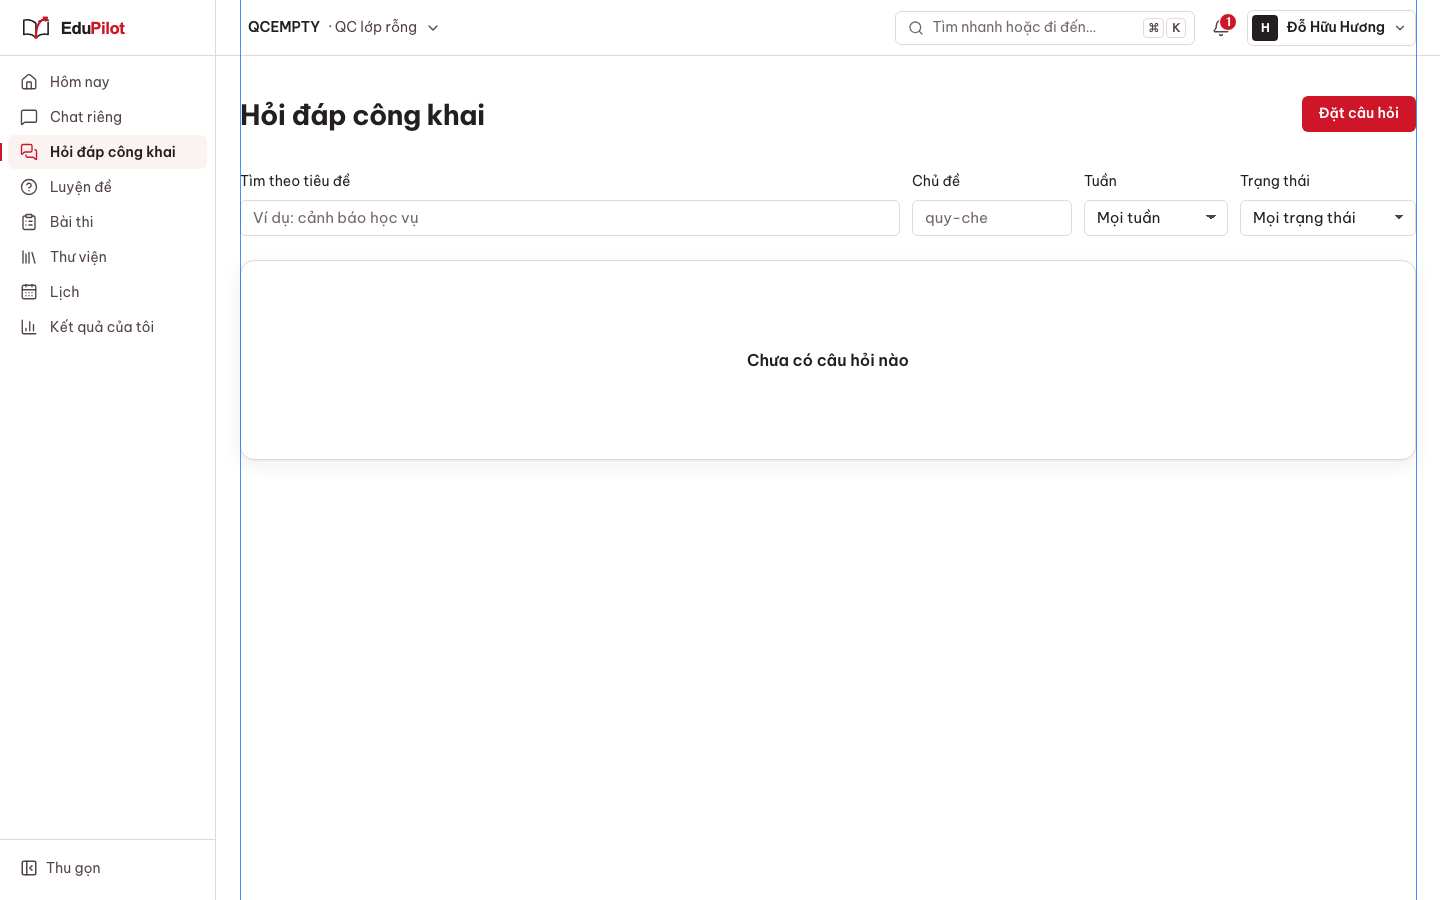 EduPilot
QCEMPTY · QC lớp rỗng
Tìm nhanh hoặc đi đến...
⌘ K
1
H
Đỗ Hữu Hương
Hôm nay
Chat riêng
Hỏi đáp công khai
Luyện đề
Bài thi
Thư viện
Lịch
Kết quả của tôi
Thu gọn
Hỏi đáp công khai
Đặt câu hỏi
Tìm theo tiêu đề
Ví dụ: cảnh báo học vụ
Chủ đề
quy-che
Tuần
Mọi tuần
Trạng thái
Mọi trạng thái
Chưa có câu hỏi nào